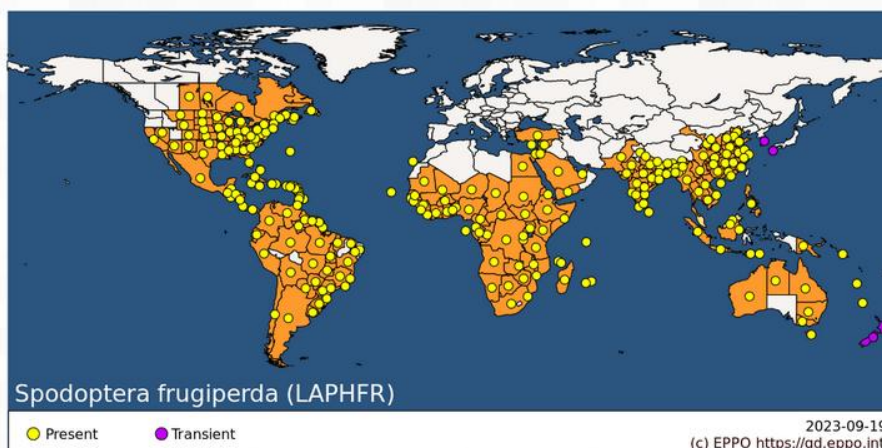 Spodoptera frugiperda (LAPHFR)
Present
Transient
2023-09-19
(c) EPPO https://gd.eppo.int